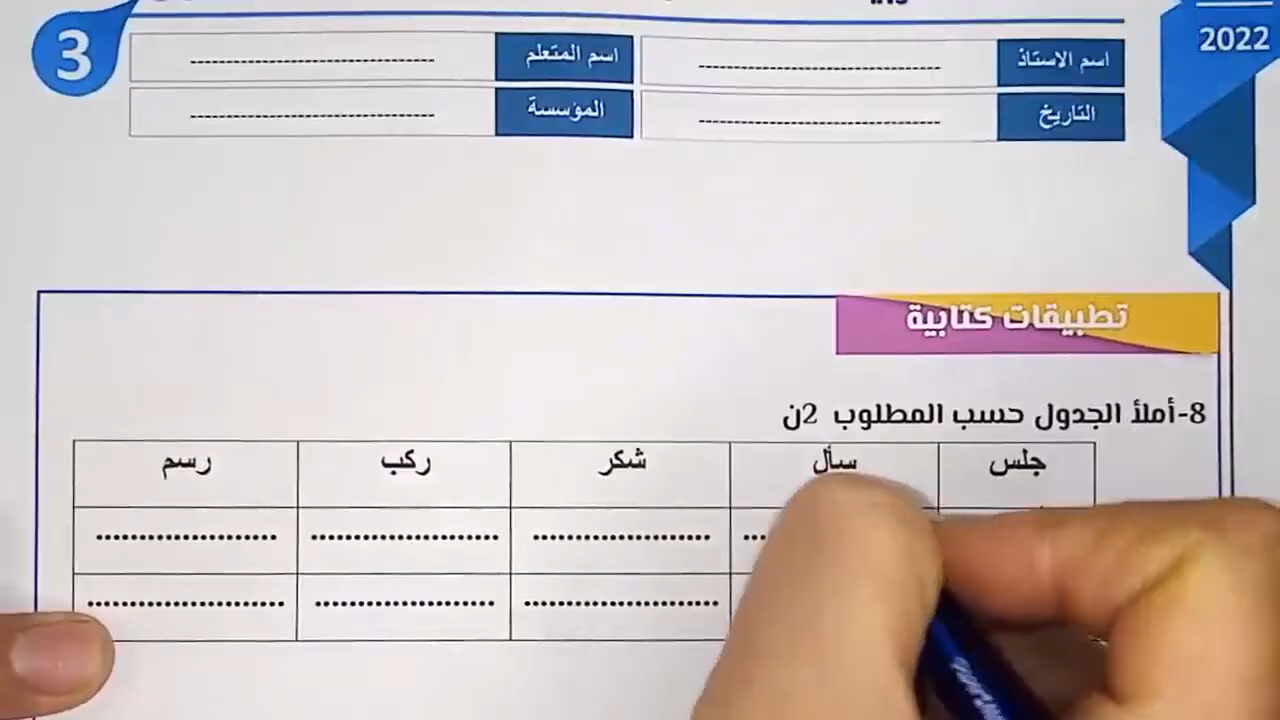 2022
3
اسم الاستاذ ---------- اسم المتعلم ----------
التاريخ ---------- المؤسسة ----------
تطبيقات كتابية
8-أملأ الجدول حسب المطلوب 2ن
جلس سأل شكر ركب رسم